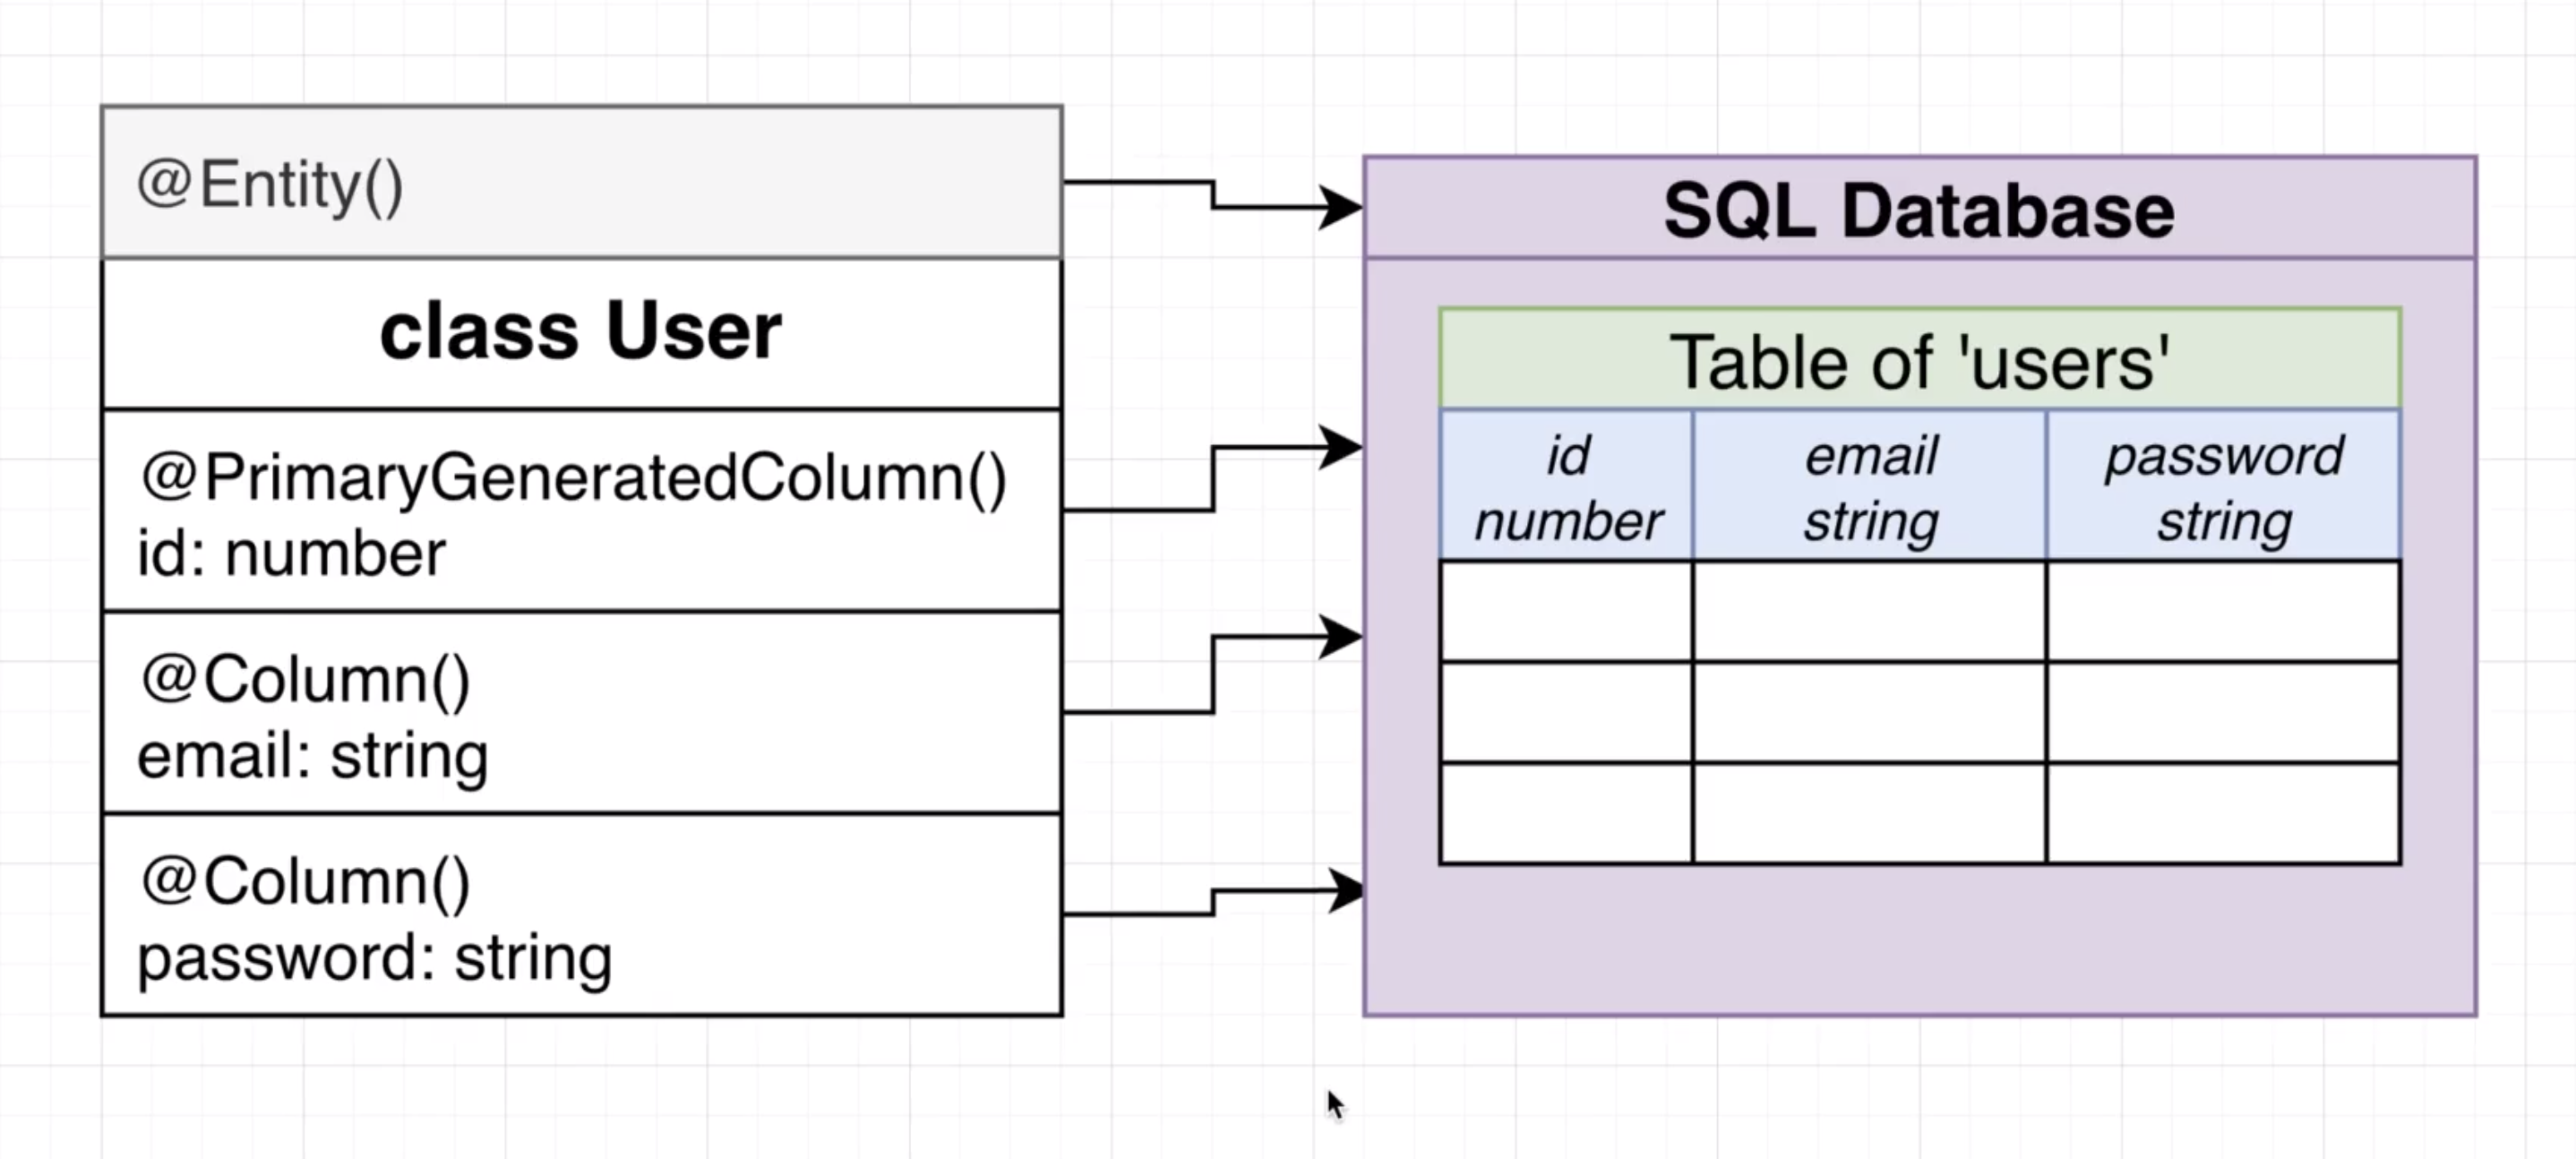 @Entity()
class User
@PrimaryGeneratedColumn()
id: number
@Column()
email: string
@Column()
password: string
SQL Database
Table of 'users'
id
number
email
string
password
string